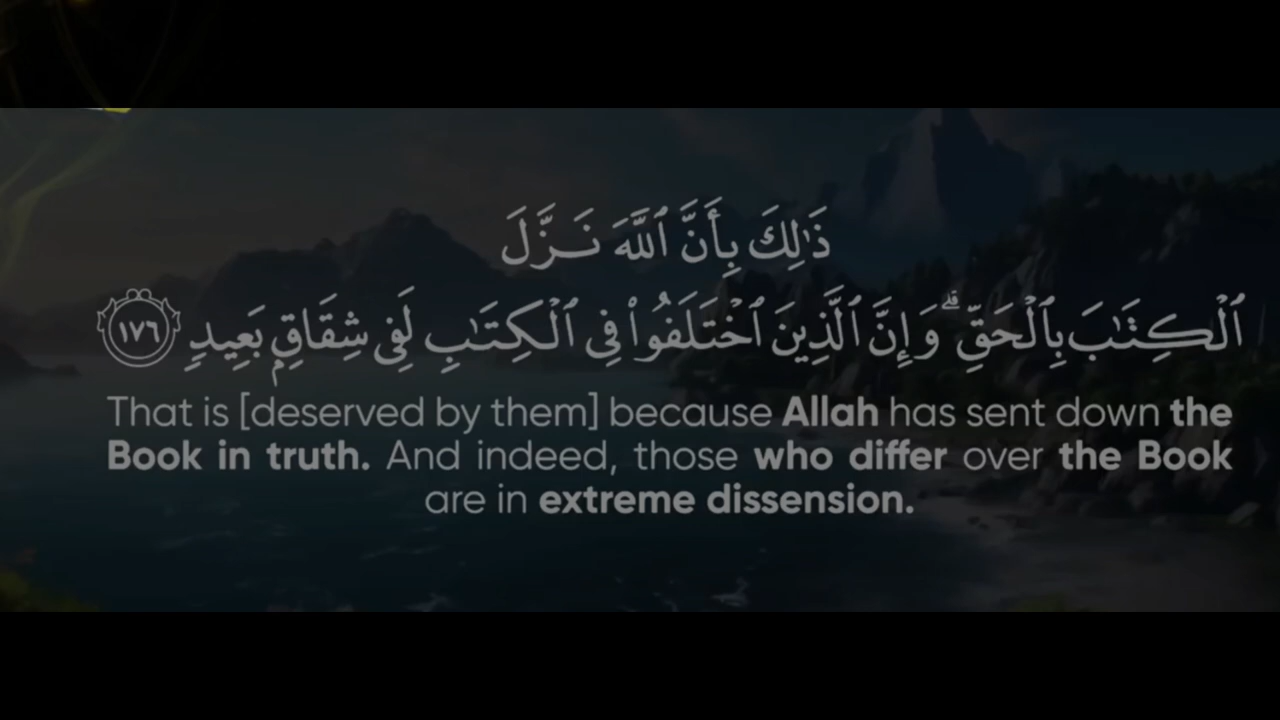 ذَٰلِكَ بِأَنَّ ٱللَّهَ نَزَّلَ
ٱلْكِتَـٰبَ بِٱلْحَقِّ ۗ وَإِنَّ ٱلَّذِينَ ٱخْتَلَفُوا۟ فِى ٱلْكِتَـٰبِ لَفِى شِقَاقٍۭ بَعِيدٍ ١٧٦
That is [deserved by them] because Allah has sent down the
Book in truth. And indeed, those who differ over the Book
are in extreme dissension.